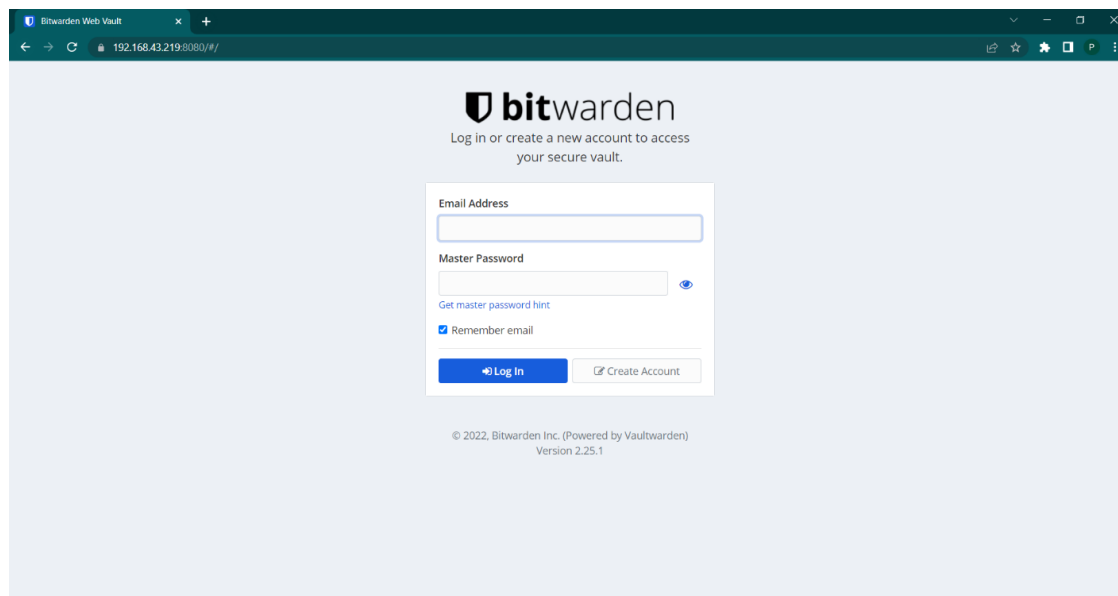 Bitwarden Web Vault
192.168.43.219:8080/#/
P
bitwarden
Log in or create a new account to access
your secure vault.
Email Address
Master Password
Get master password hint
Remember email
Log In
Create Account
© 2022, Bitwarden Inc. (Powered by Vaultwarden)
Version 2.25.1